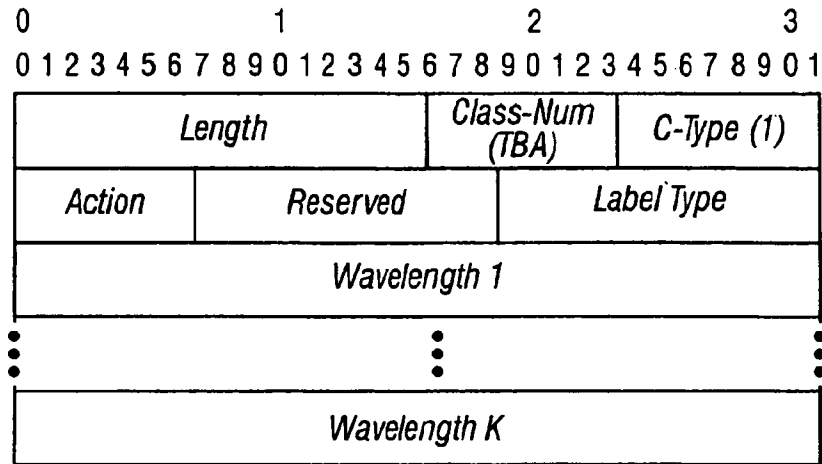 0 1 2 3
0 1 2 3 4 5 6 7 8 9 0 1 2 3 4 5 6 7 8 9 0 1 2 3 4 5 6 7 8 9 0 1
Length Class-Num (TBA) C-Type (1)
Action Reserved Label Type
Wavelength 1
Wavelength K